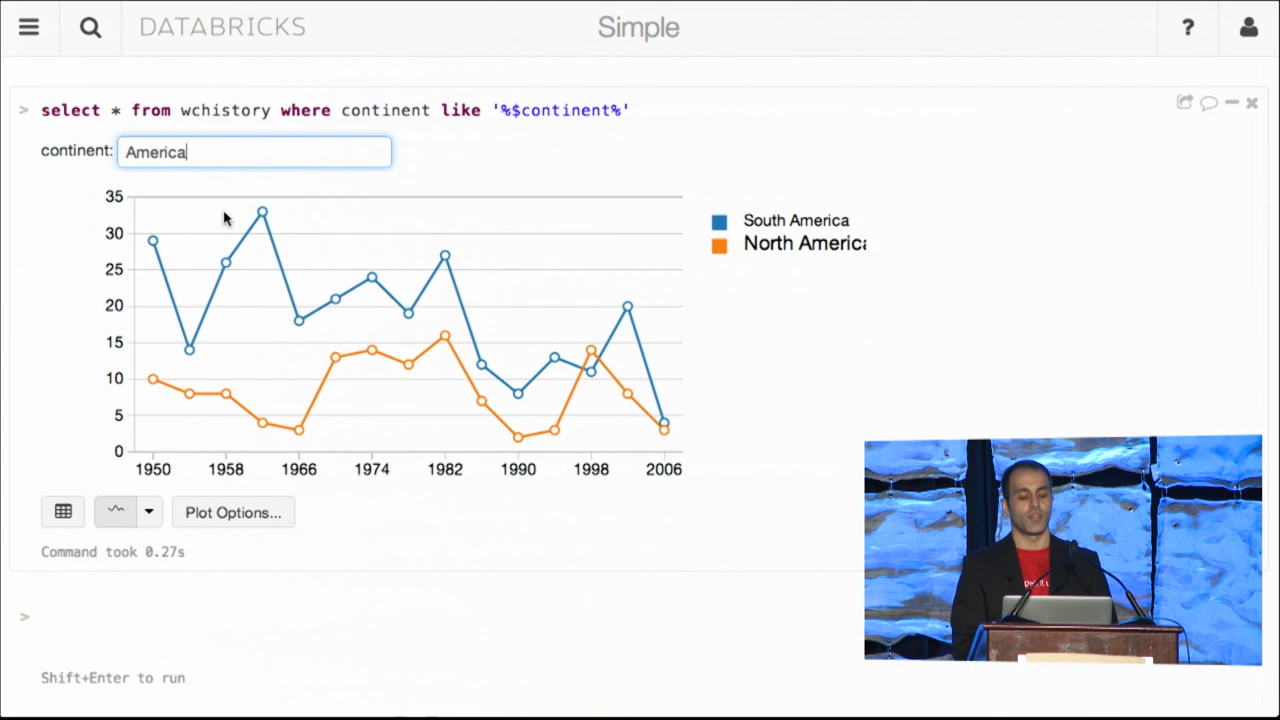 DATABRICKS
Simple
?
> select * from wchistory where continent like '%$continent%'
continent: America
35
30
25
20
15
10
5
0
1950 1958 1966 1974 1982 1990 1998 2006
South America
North America
Plot Options...
Command took 0.27s
>
Shift+Enter to run